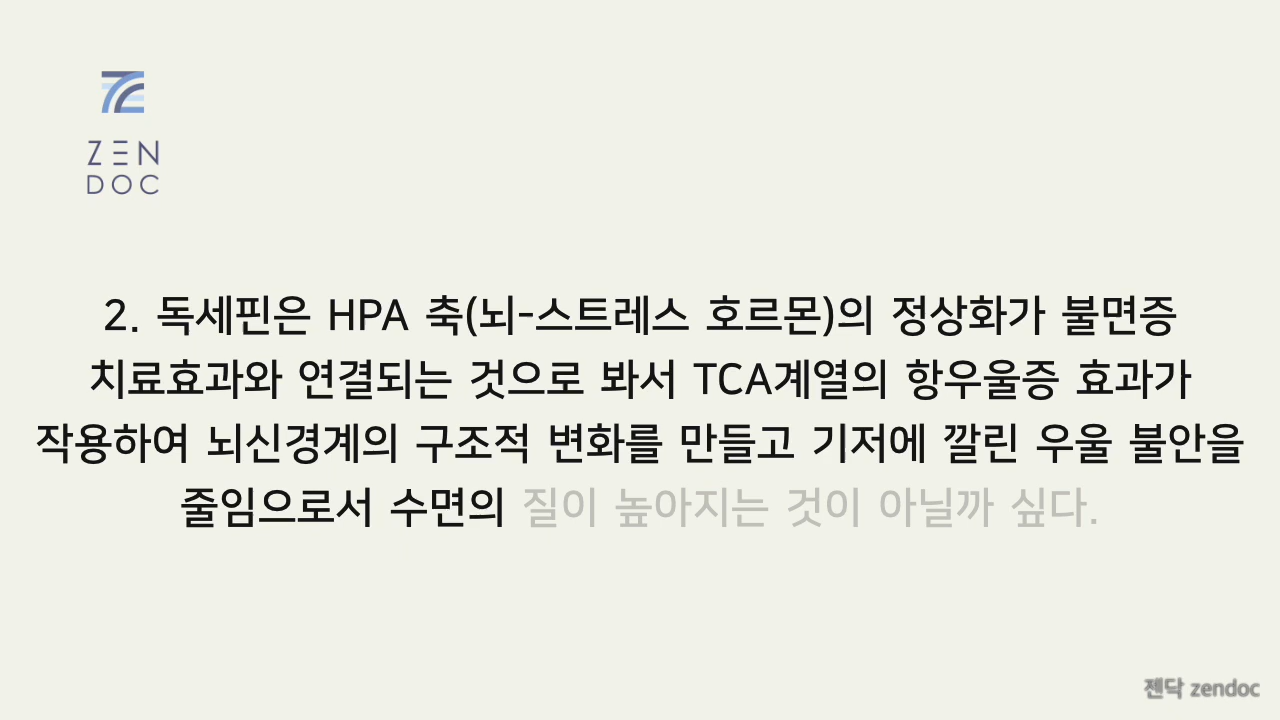 ZEN
DOC
2. 독세핀은 HPA 축(뇌-스트레스 호르몬)의 정상화가 불면증
치료효과와 연결되는 것으로 봐서 TCA계열의 항우울증 효과가
작용하여 뇌신경계의 구조적 변화를 만들고 기저에 깔린 우울 불안을
줄임으로서 수면의 질이 높아지는 것이 아닐까 싶다.
젠닥 zendoc